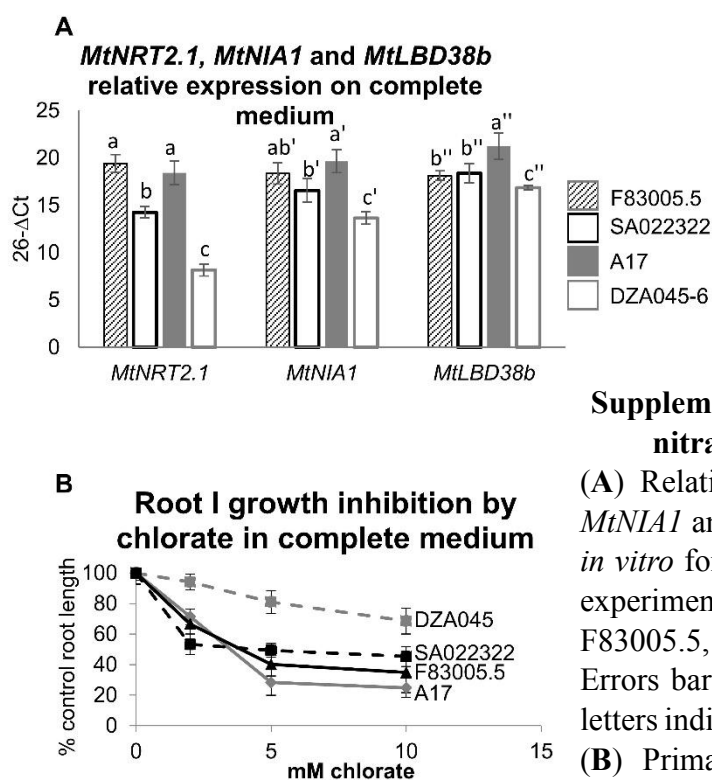 A
MtNRT2.1, MtNIA1 and MtLBD38b
relative expression on complete
medium
25
20
15
10
5
0
26-ΔCt
a
b
a
c
ab'
b'
a'
c'
b''
b''
a''
c''
MtNRT2.1
MtNIA1
MtLBD38b
F83005.5
SA022322
A17
DZA045-6
B
Root I growth inhibition by
chlorate in complete medium
100
80
60
40
20
0
% control root length
DZA045
SA022322
F83005.5
A17
0
5
10
15
mM chlorate
Supplem
nitra
(A) Relati
MtNIA1 an
in vitro for
experimen
F83005.5,
Errors bar
letters indi
(B) Prima